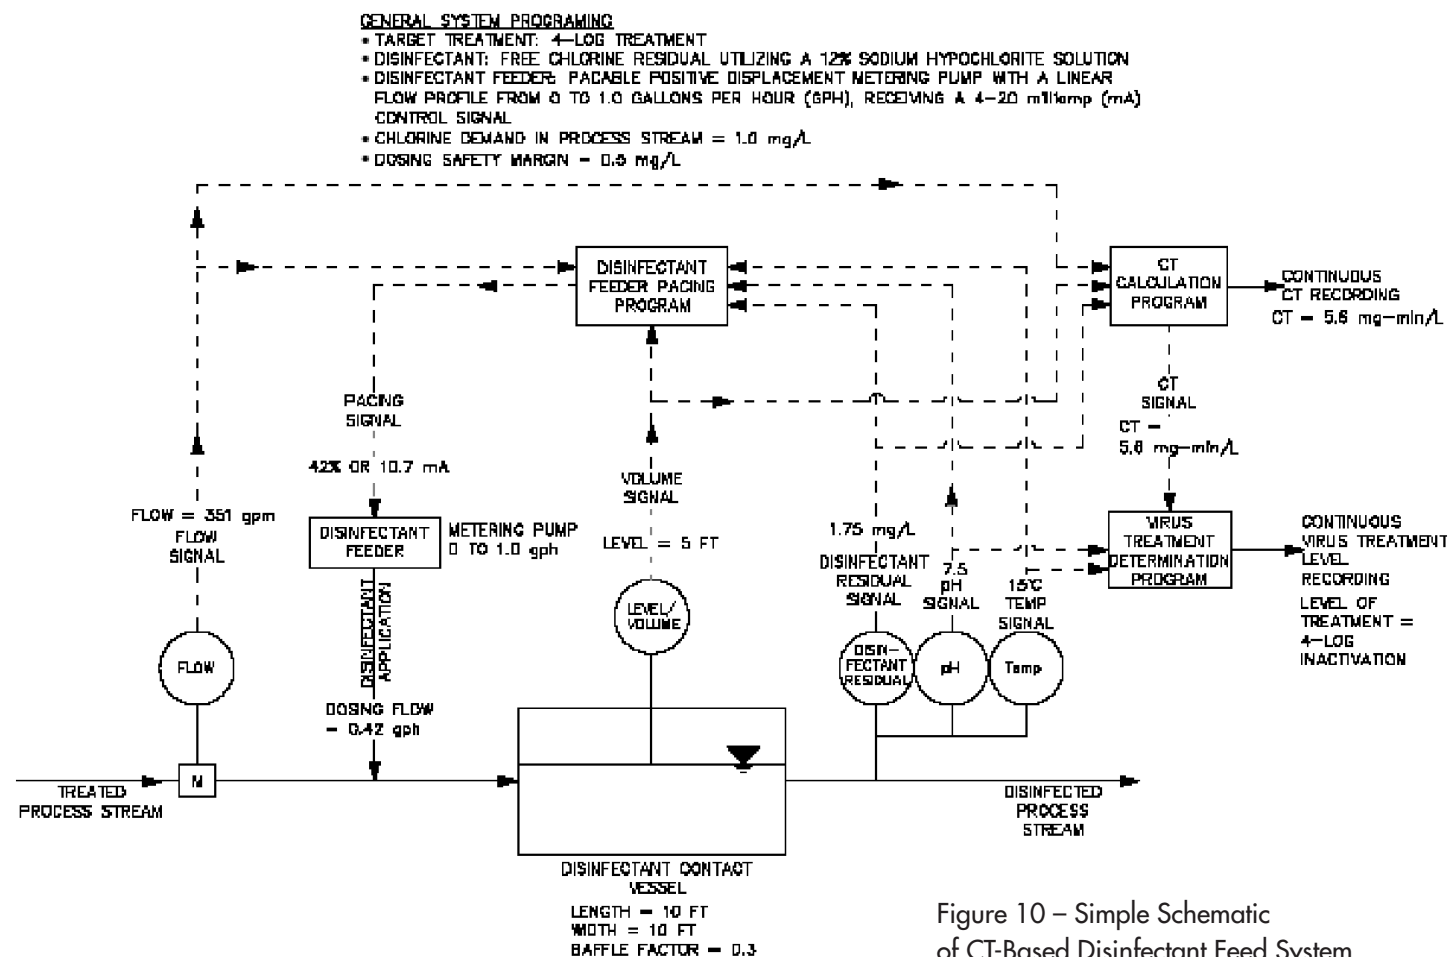 GENERAL SYSTEM PROGRAMING
• TARGET TREATMENT: 4-LOG TREATMENT
• DISINFECTANT: FREE CHLORINE RESIDUAL UTILIZING A 12% SODIUM HYPOCHLORITE SOLUTION
• DISINFECTANT FEEDER: PACABLE POSITIVE DISPLACEMENT METERING PUMP WITH A LINEAR
FLOW PROFILE FROM 0 TO 1.0 GALLONS PER HOUR (GPH), RECEIVING A 4-20 milliamp (mA)
CONTROL SIGNAL
• CHLORINE DEMAND IN PROCESS STREAM = 1.0 mg/L
• DOSING SAFETY MARGIN = 0.5 mg/L
DISINFECTANT
FEEDER PACING
PROGRAM
CT
CALCULATION
PROGRAM
CONTINUOUS
CT RECORDING
CT = 5.6 mg-min/L
PACING
SIGNAL
42% OR 10.7 mA
CT
SIGNAL
CT =
5.6 mg-min/L
VOLUME
SIGNAL
LEVEL = 5 FT
FLOW = 351 gpm
FLOW
SIGNAL
DISINFECTANT
FEEDER
METERING PUMP
0 TO 1.0 gph
1.75 mg/L
DISINFECTANT
RESIDUAL
SIGNAL
7.5
pH
SIGNAL
15°C
TEMP
SIGNAL
VIRUS
TREATMENT
DETERMINATION
PROGRAM
CONTINUOUS
VIRUS TREATMENT
LEVEL
RECORDING
LEVEL OF
TREATMENT =
4-LOG
INACTIVATION
LEVEL/
VOLUME
FLOW
DISINFECTANT
APPLICATION
DISIN-
FECTANT
RESIDUAL
pH
Temp
DOSING FLOW
= 0.42 gph
M
TREATED
PROCESS STREAM
DISINFECTED
PROCESS
STREAM
DISINFECTANT CONTACT
VESSEL
LENGTH = 10 FT
WIDTH = 10 FT
BAFFLE FACTOR = 0.3
Figure 10 – Simple Schematic
of CT-Based Disinfectant Feed System